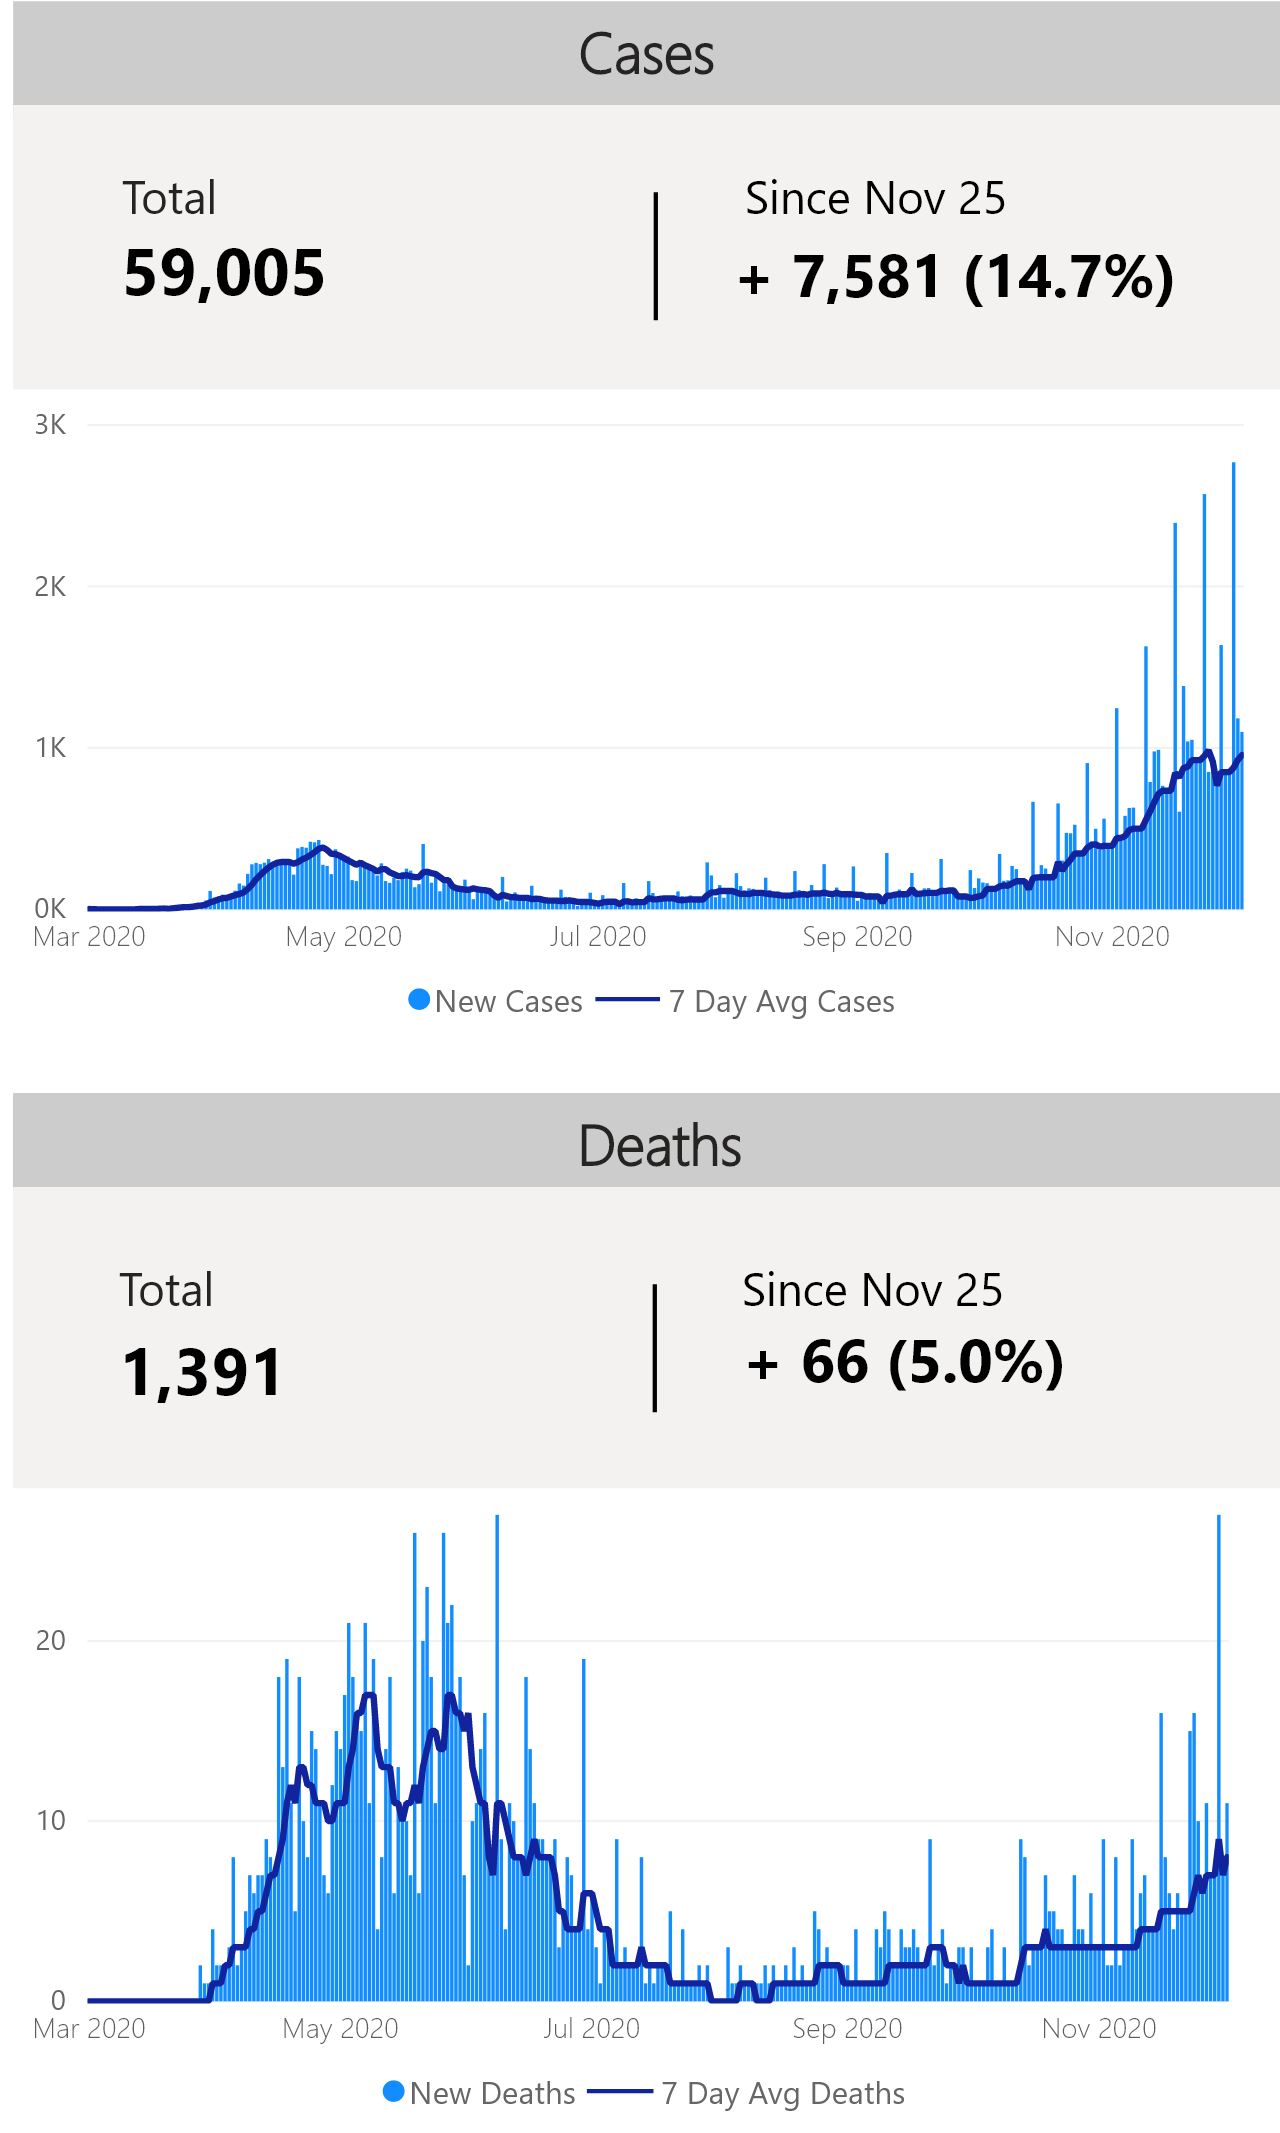 Cases
Total
59,005
Since Nov 25
+ 7,581 (14.7%)
3K
2K
1K
0K
Mar 2020 May 2020 Jul 2020 Sep 2020 Nov 2020
New Cases 7 Day Avg Cases
Deaths
Total
1,391
Since Nov 25
+ 66 (5.0%)
20
10
0
Mar 2020 May 2020 Jul 2020 Sep 2020 Nov 2020
New Deaths 7 Day Avg Deaths